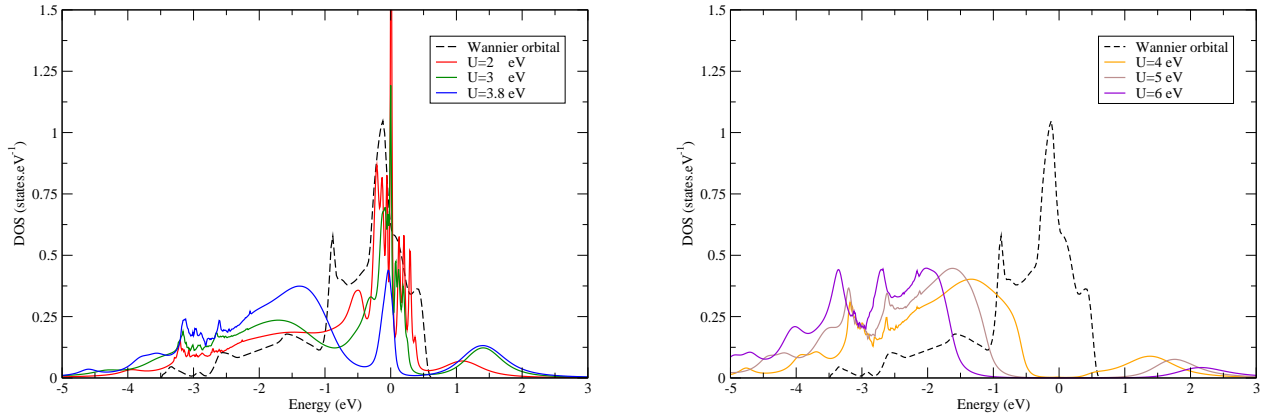 1.5
1.25
1
0.75
0.5
0.25
0
DOS (states.eV⁻¹)
-5 -4 -3 -2 -1 0 1 2 3
Energy (eV)
Wannier orbital
U=2 eV
U=3 eV
U=3.8 eV
1.5
1.25
1
0.75
0.5
0.25
0
DOS (states.eV⁻¹)
-5 -4 -3 -2 -1 0 1 2 3
Energy (eV)
Wannier orbital
U=4 eV
U=5 eV
U=6 eV